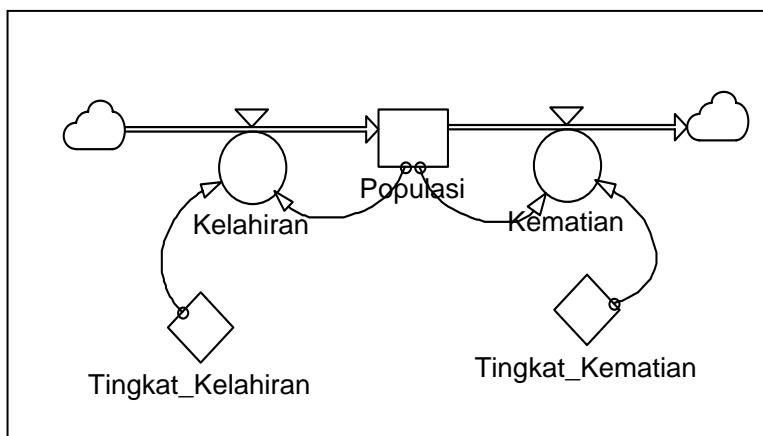 Populasi
Kelahiran
Kematian
Tingkat_Kelahiran
Tingkat_Kematian